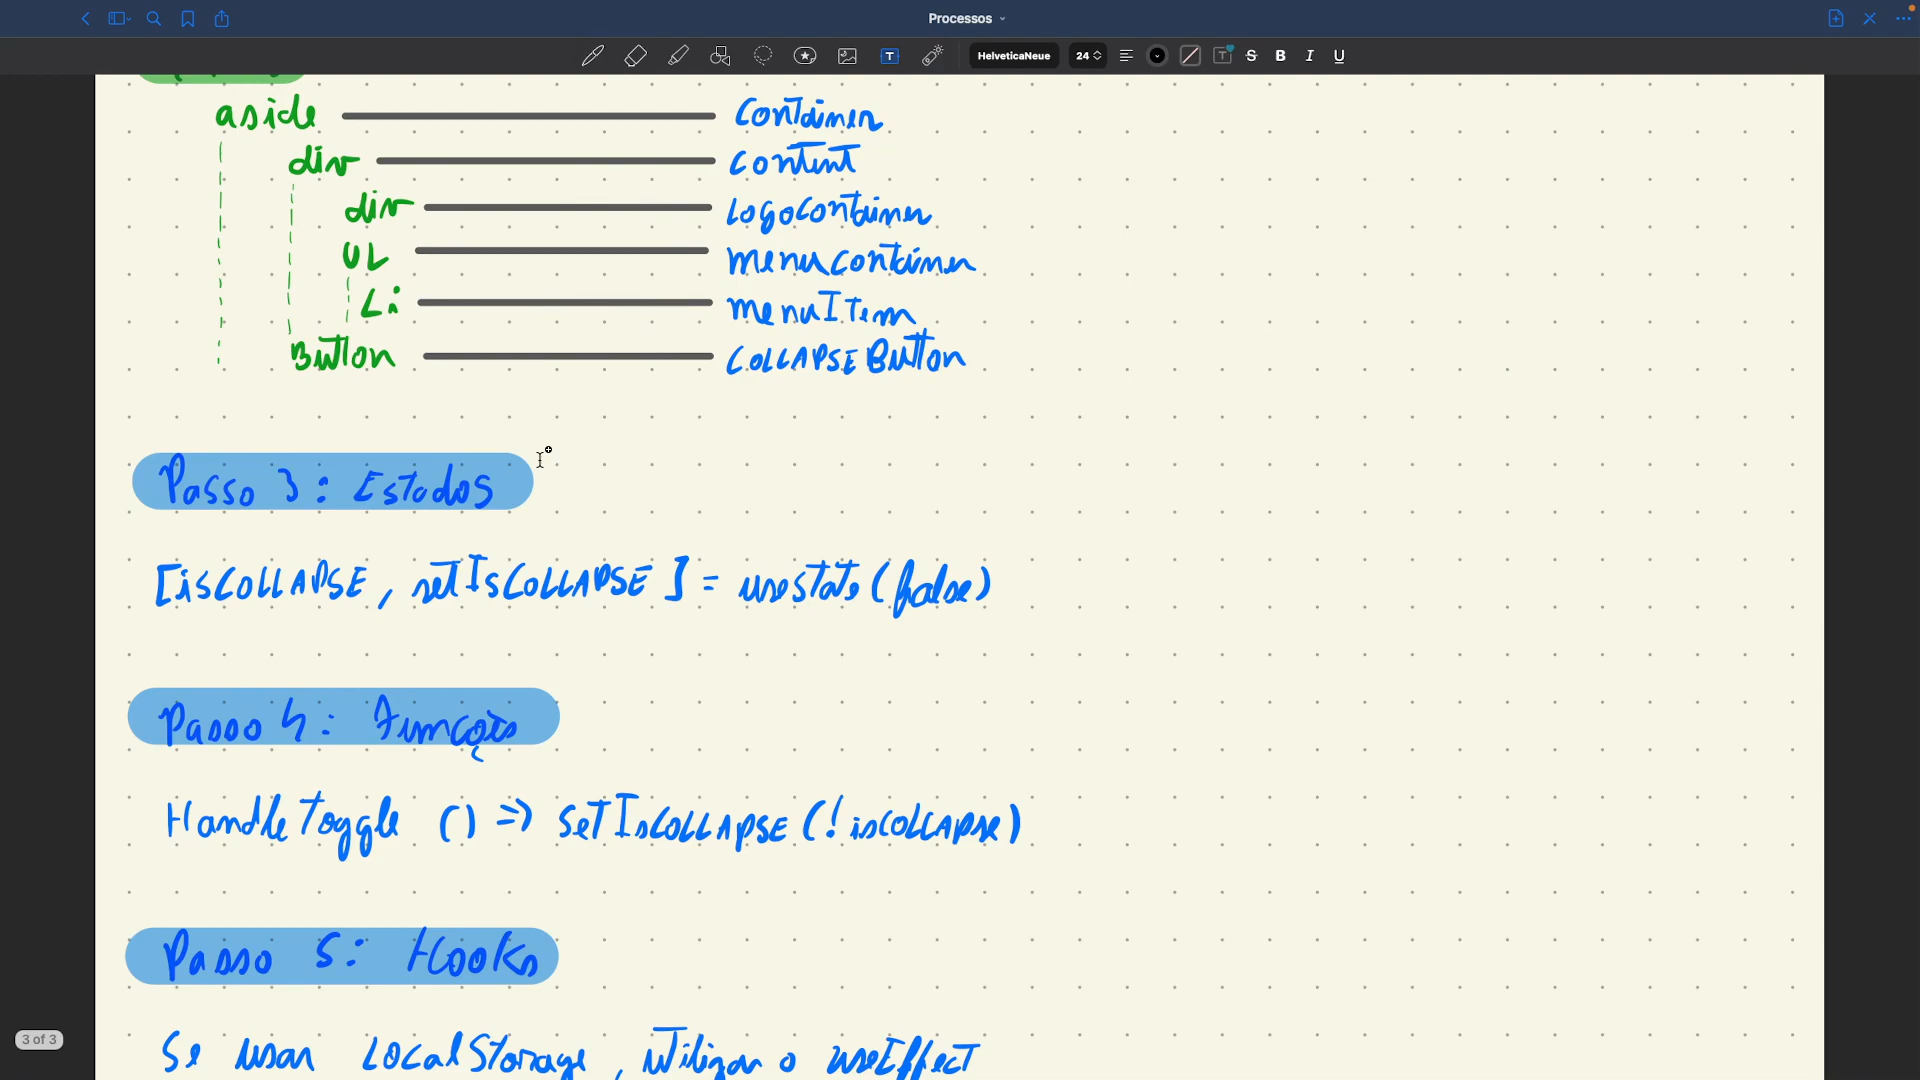 Processos
HelveticaNeue 24 B I U
aside Container
div content
div LogoContainer
UL menuContainer
Li menuItem
Button COLLAPSEButton
Passo 3: Estados
[isCOLLAPSE, setIsCOLLAPSE] = usestate(false)
Passo 4: Funções
HandleToggle () => SetIsCOLLAPSE(!isCOLLAPSE)
Passo 5: Hooks
3 of 3
Se usar LocalStorage, utilizar o useEffect